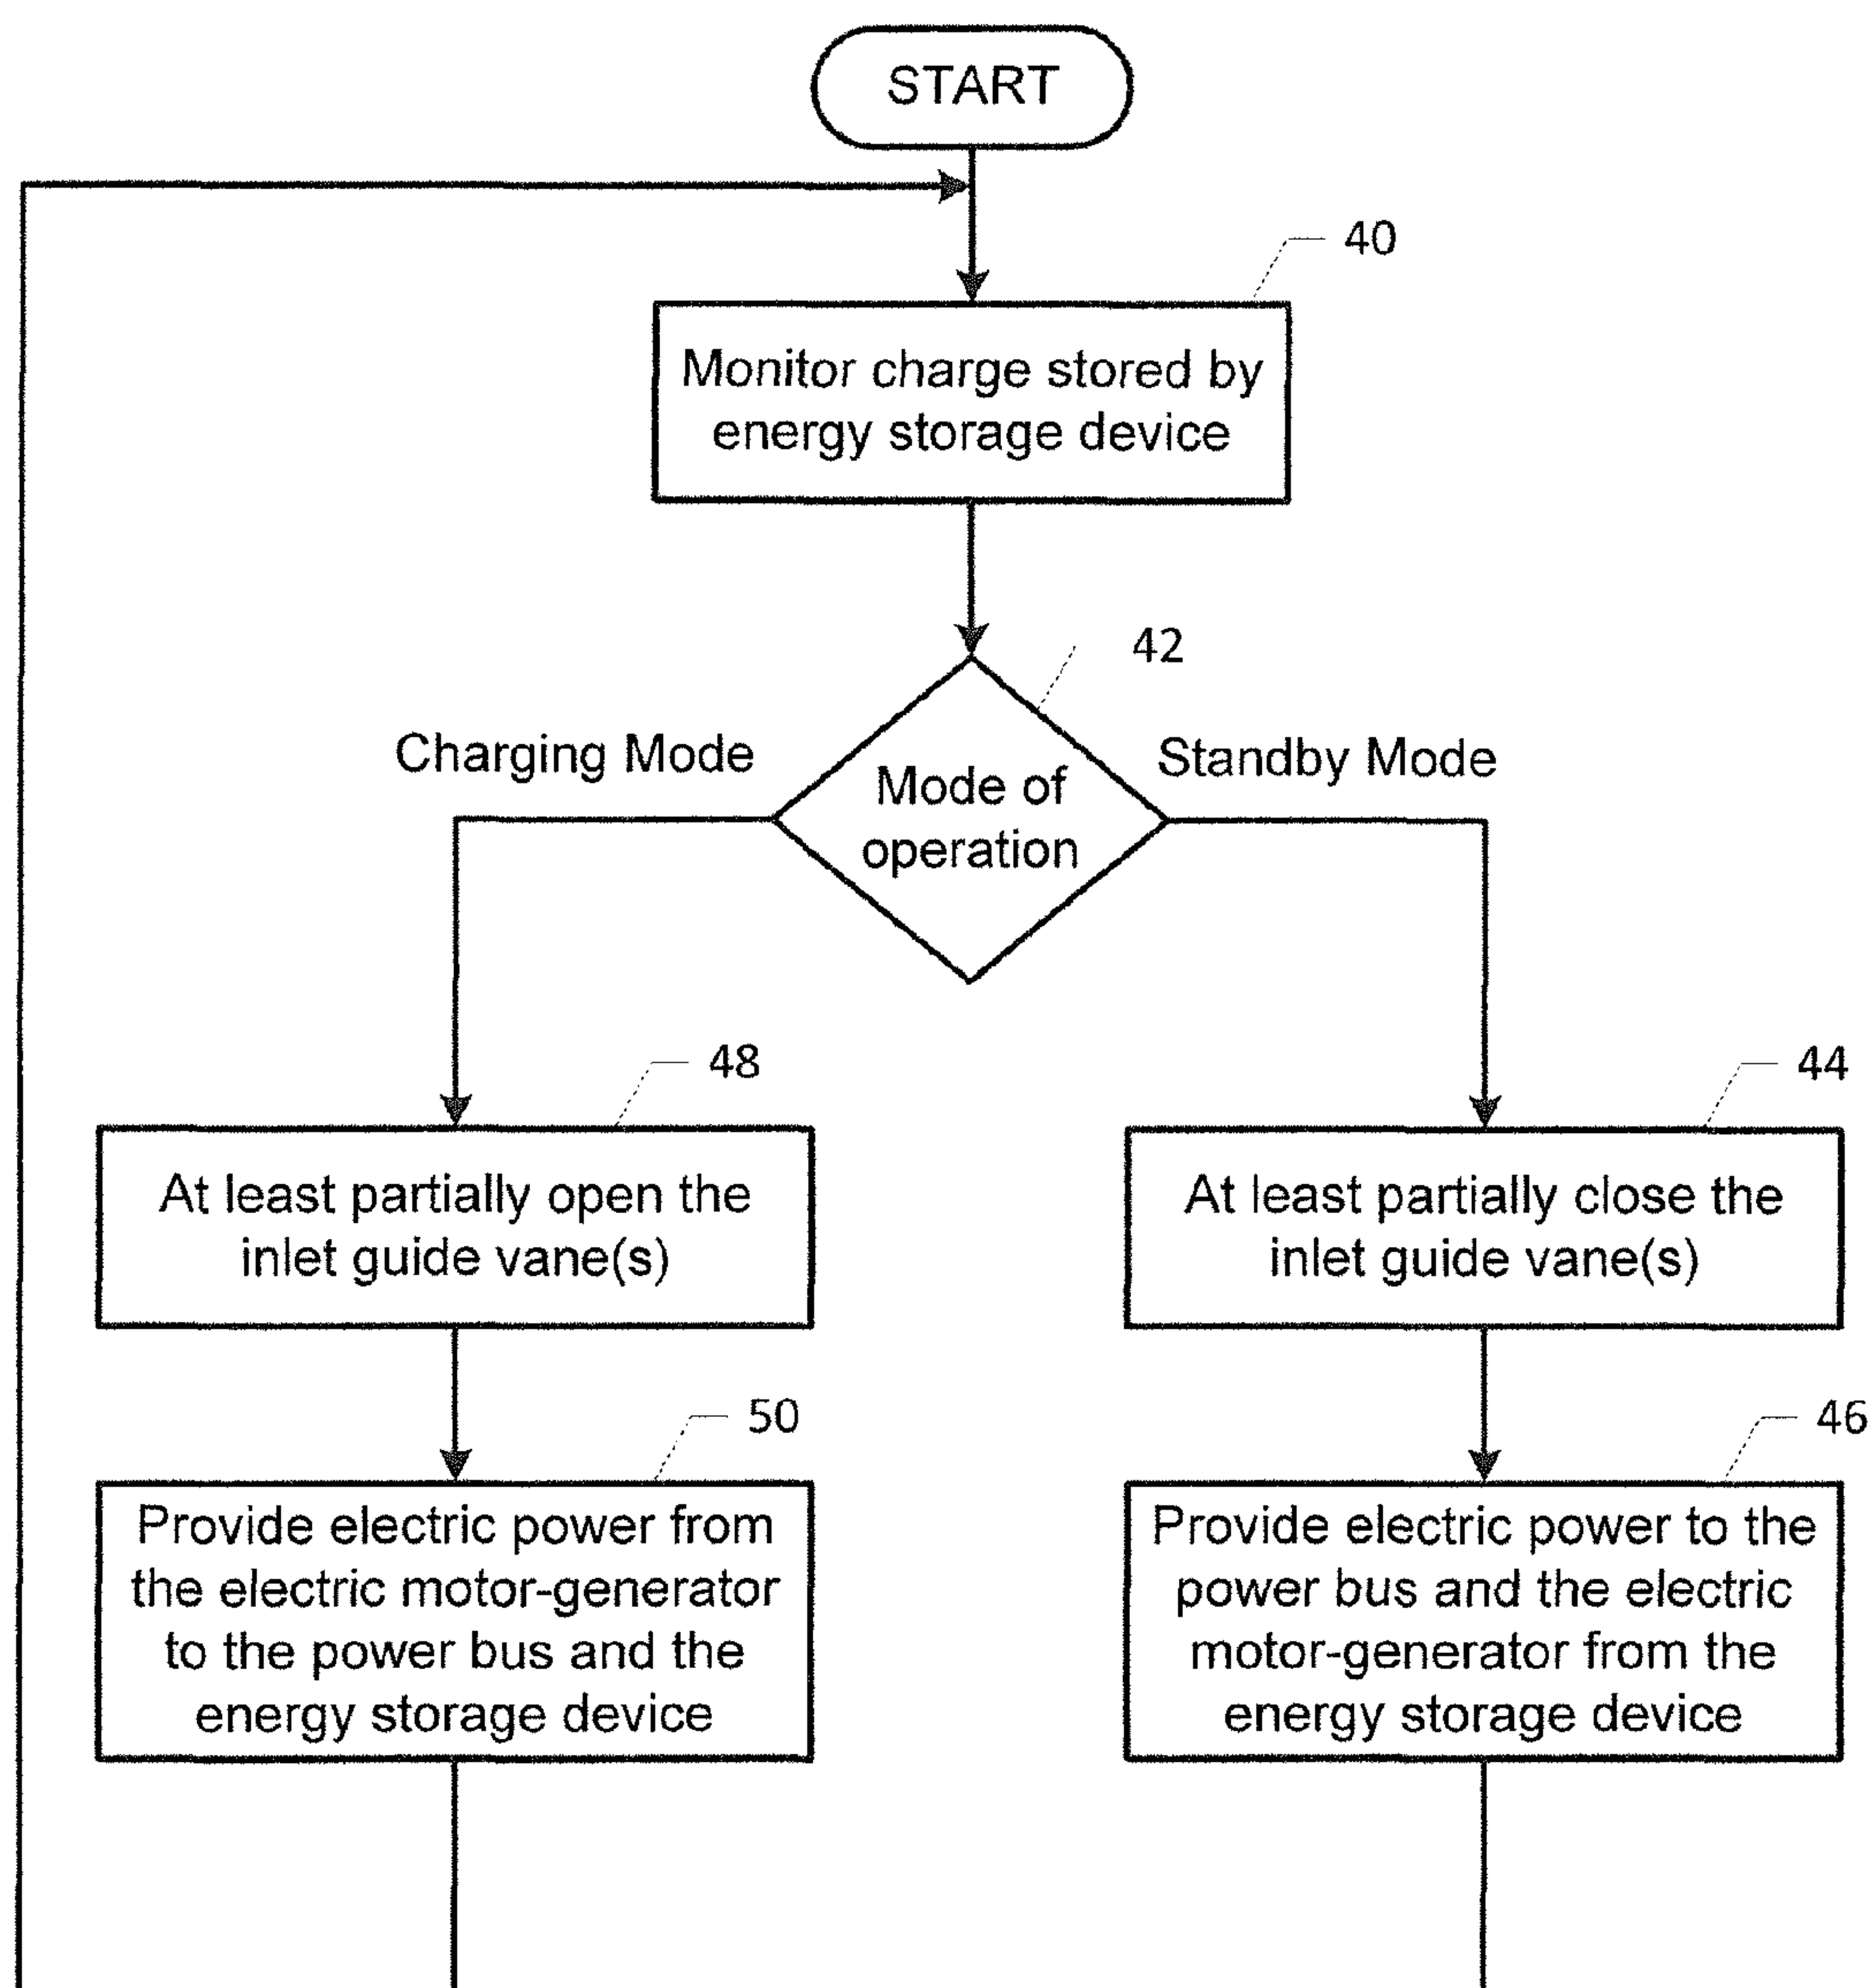 START
40
Monitor charge stored by
energy storage device
42
Charging Mode
Standby Mode
Mode of
operation
48
44
At least partially open the
inlet guide vane(s)
At least partially close the
inlet guide vane(s)
50
46
Provide electric power from
the electric motor-generator
to the power bus and the
energy storage device
Provide electric power to the
power bus and the electric
motor-generator from the
energy storage device